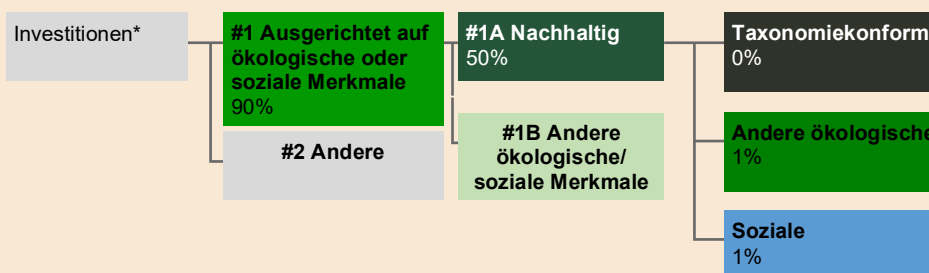 Investitionen*
#1 Ausgerichtet auf
ökologische oder
soziale Merkmale
90%
#2 Andere
#1A Nachhaltig
50%
#1B Andere
ökologische/
soziale Merkmale
Taxonomiekonform
0%
Andere ökologische
1%
Soziale
1%